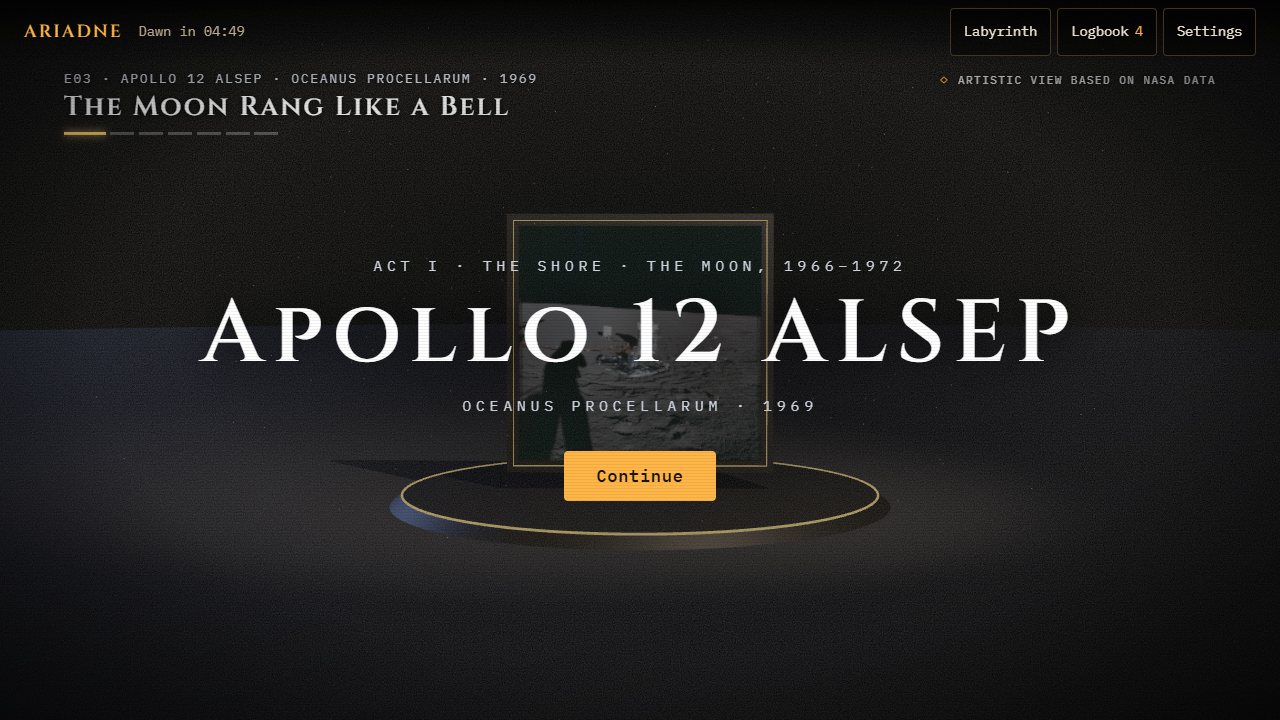 ARIADNE Dawn in 04:49 Labyrinth Logbook 4 Settings
E03 · APOLLO 12 ALSEP · OCEANUS PROCELLARUM · 1969
◇ ARTISTIC VIEW BASED ON NASA DATA
The Moon Rang Like a Bell
ACT I · THE SHORE · THE MOON, 1966–1972
Apollo 12 ALSEP
OCEANUS PROCELLARUM · 1969
Continue